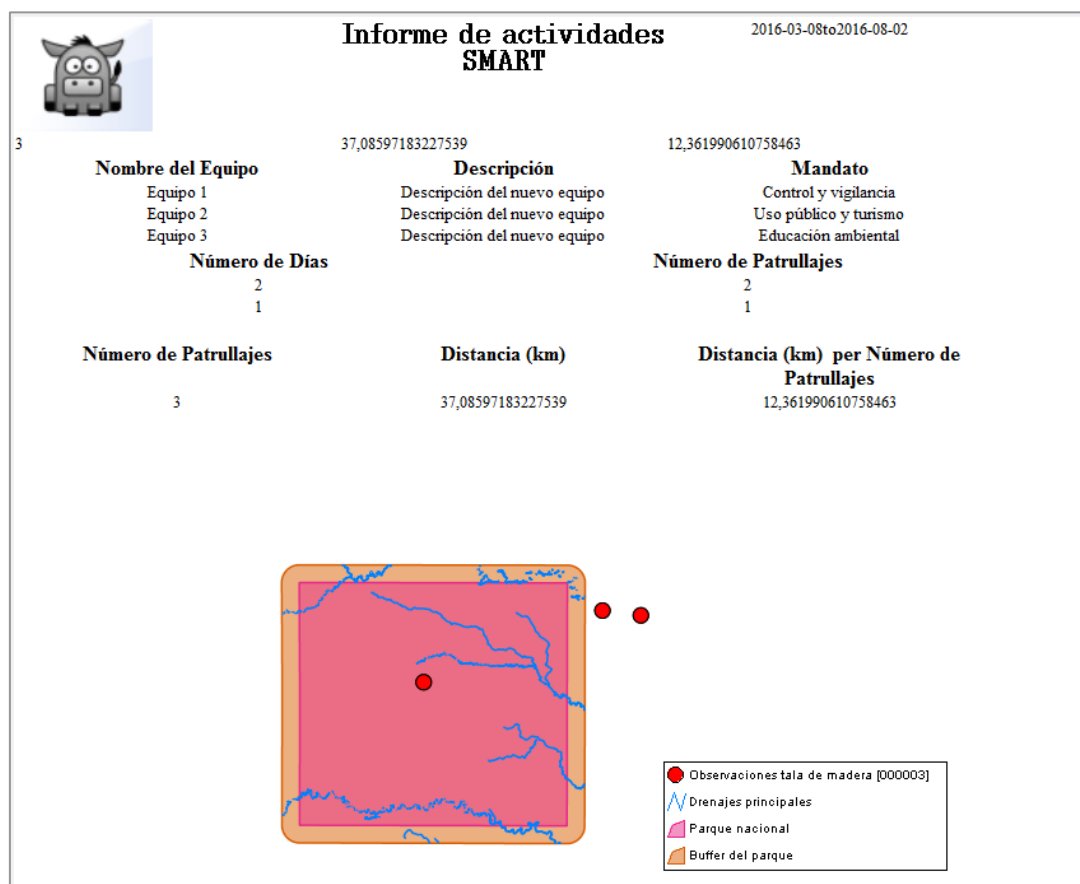 Informe de actividades SMART
2016-03-08to2016-08-02
3 37,08597183227539 12,361990610758463
Nombre del Equipo Descripción Mandato
Equipo 1 Descripción del nuevo equipo Control y vigilancia
Equipo 2 Descripción del nuevo equipo Uso público y turismo
Equipo 3 Descripción del nuevo equipo Educación ambiental
Número de Días Número de Patrullajes
2 2
1 1
Número de Patrullajes Distancia (km) Distancia (km) per Número de Patrullajes
3 37,08597183227539 12,361990610758463
Observaciones tala de madera [000003]
Drenajes principales
Parque nacional
Buffer del parque